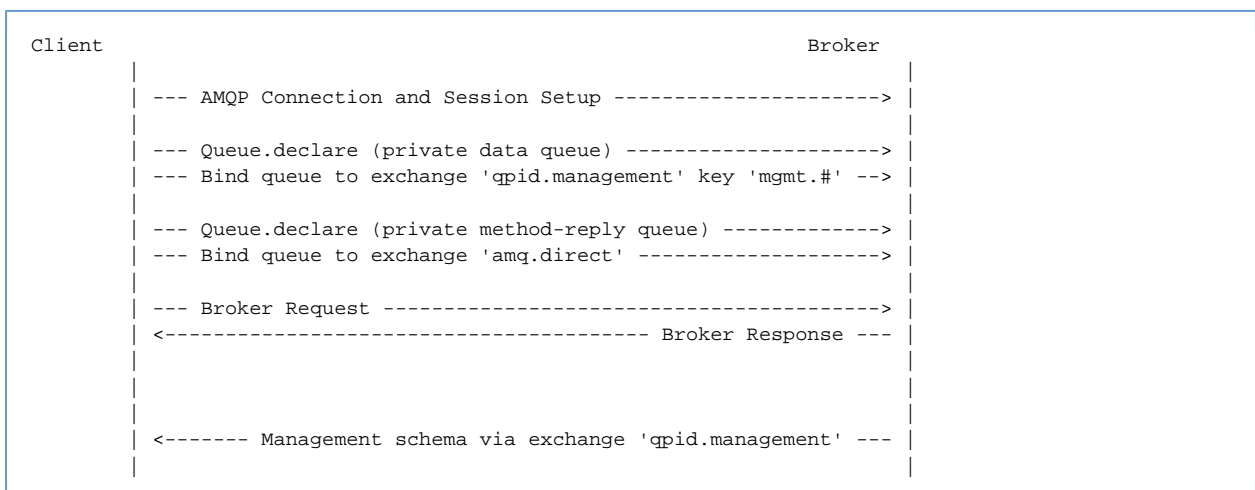 Client Broker
| |
| --- AMQP Connection and Session Setup ----------------------> |
| |
| --- Queue.declare (private data queue) ---------------------> |
| --- Bind queue to exchange 'qpid.management' key 'mgmt.#' --> |
| |
| --- Queue.declare (private method-reply queue) -------------> |
| --- Bind queue to exchange 'amq.direct' --------------------> |
| |
| --- Broker Request -----------------------------------------> |
| <---------------------------------------- Broker Response --- |
| |
| |
| |
| <------- Management schema via exchange 'qpid.management' --- |
| |